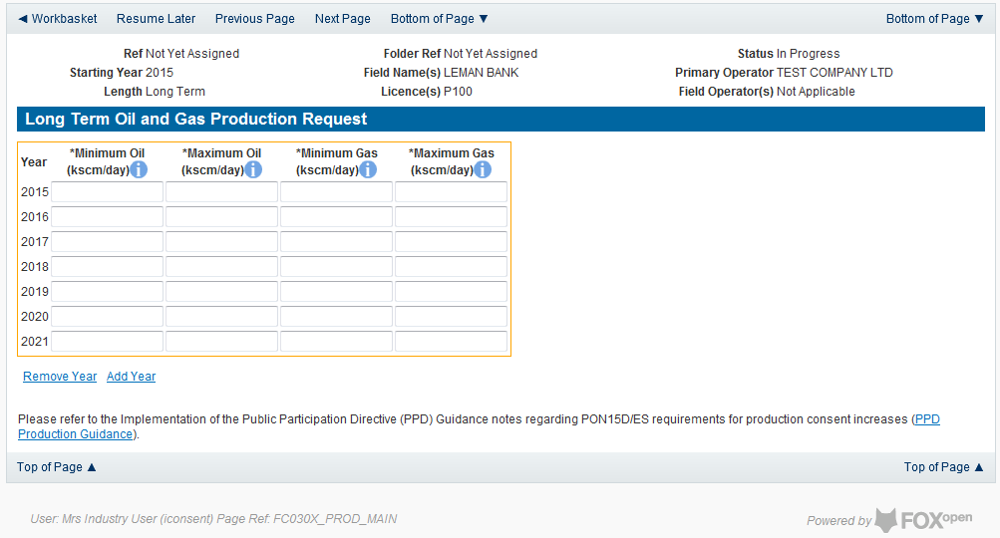 ◄ Workbasket Resume Later Previous Page Next Page Bottom of Page ▼ Bottom of Page ▼
Ref Not Yet Assigned Folder Ref Not Yet Assigned Status In Progress
Starting Year 2015 Field Name(s) LEMAN BANK Primary Operator TEST COMPANY LTD
Length Long Term Licence(s) P100 Field Operator(s) Not Applicable
Long Term Oil and Gas Production Request
Year *Minimum Oil (kscm/day) i *Maximum Oil (kscm/day) i *Minimum Gas (kscm/day) i *Maximum Gas (kscm/day) i
2015
2016
2017
2018
2019
2020
2021
Remove Year Add Year
Please refer to the Implementation of the Public Participation Directive (PPD) Guidance notes regarding PON15D/ES requirements for production consent increases (PPD
Production Guidance).
Top of Page ▲ Top of Page ▲
User: Mrs Industry User (iconsent) Page Ref: FC030X_PROD_MAIN Powered by FOXopen